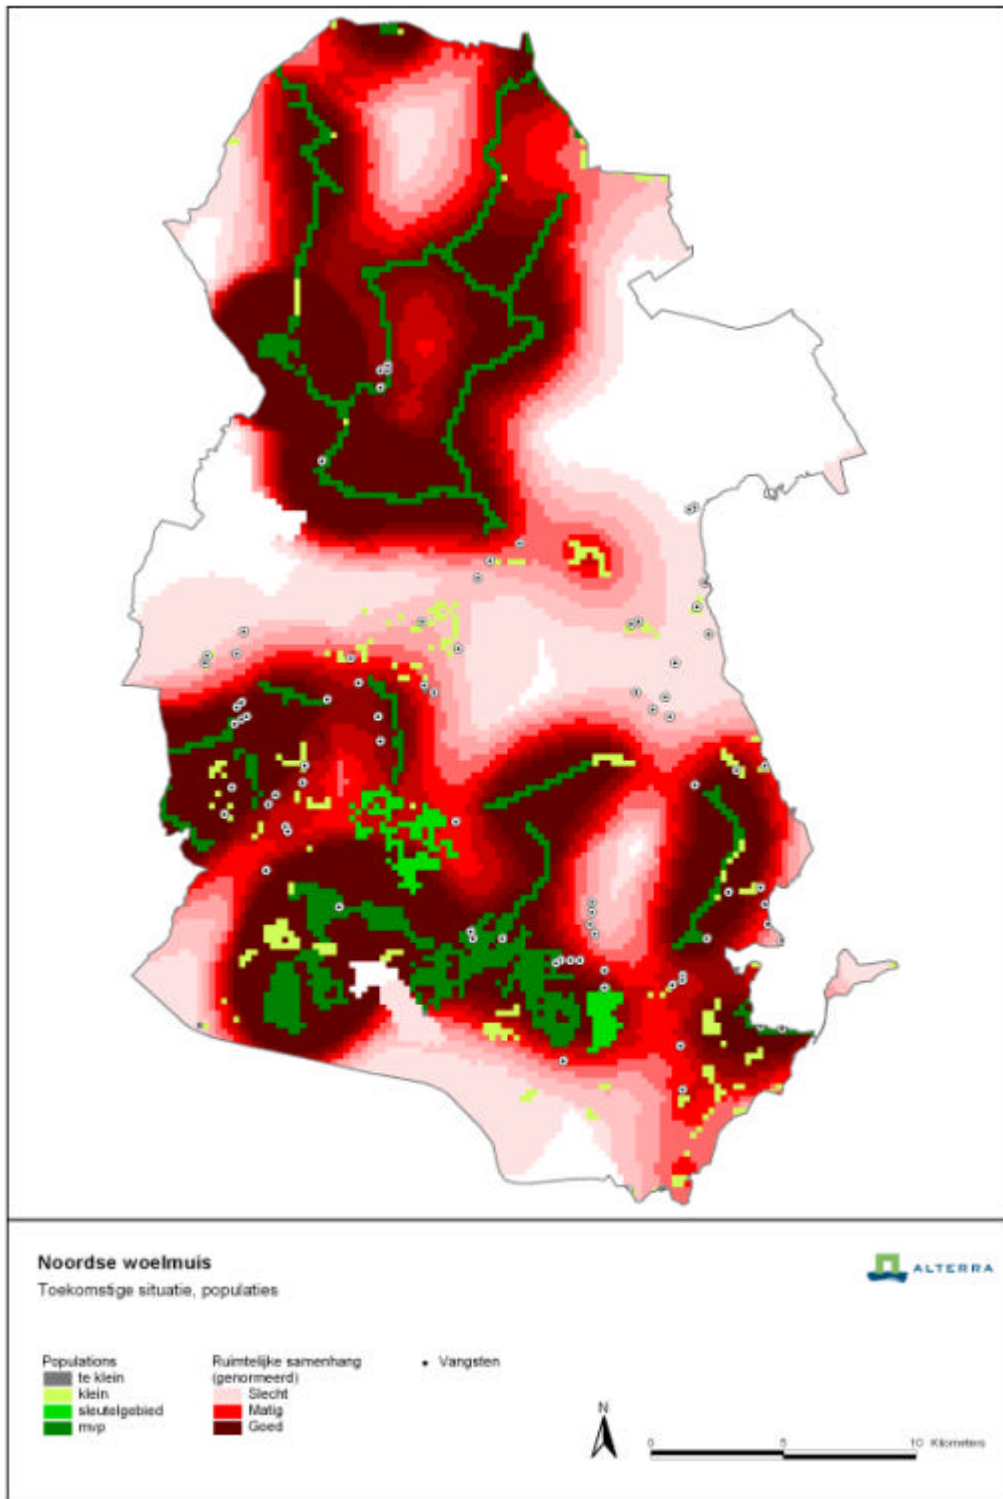 Noordse woelmuis
Toekomstige situatie, populaties
ALTERRA
Populations
te klein
klein
sleutelgebied
mvp
Ruimtelijke samenhang
(genormeerd)
Slecht
Matig
Goed
Vangsten
N
0 5 10 Kilometers